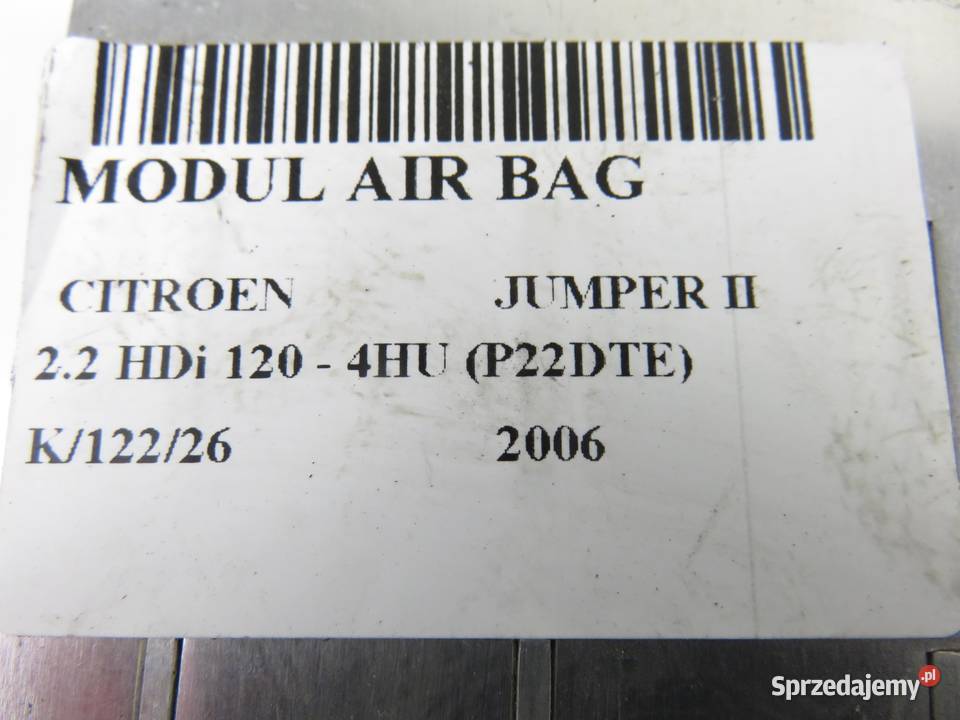 MODUL AIR BAG
CITROEN JUMPER II
2.2 HDi 120 - 4HU (P22DTE)
K/122/26 2006
Sprzedajemy.pl